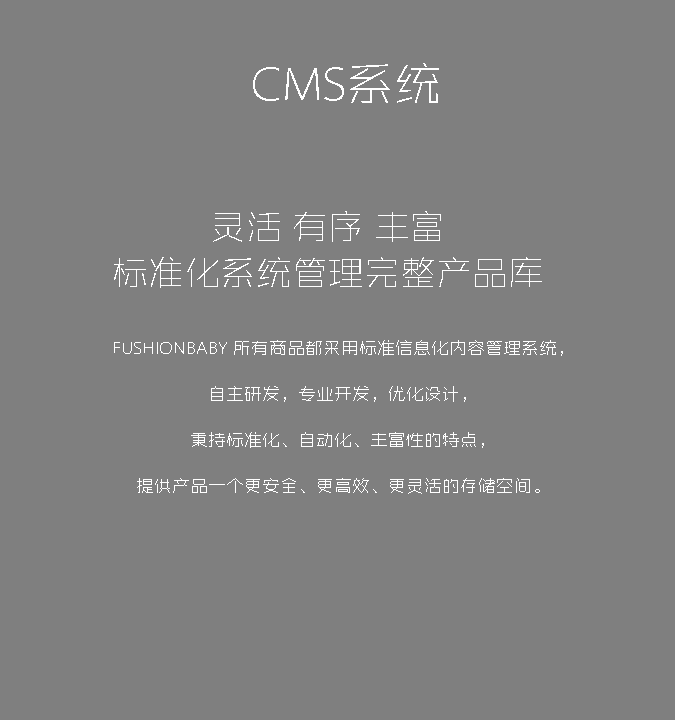 CMS系统
灵活 有序 丰富
标准化系统管理完整产品库
FUSHIONBABY 所有商品都采用标准信息化内容管理系统，
自主研发，专业开发，优化设计，
秉持标准化、自动化、丰富性的特点，
提供产品一个更安全、更高效、更灵活的存储空间。